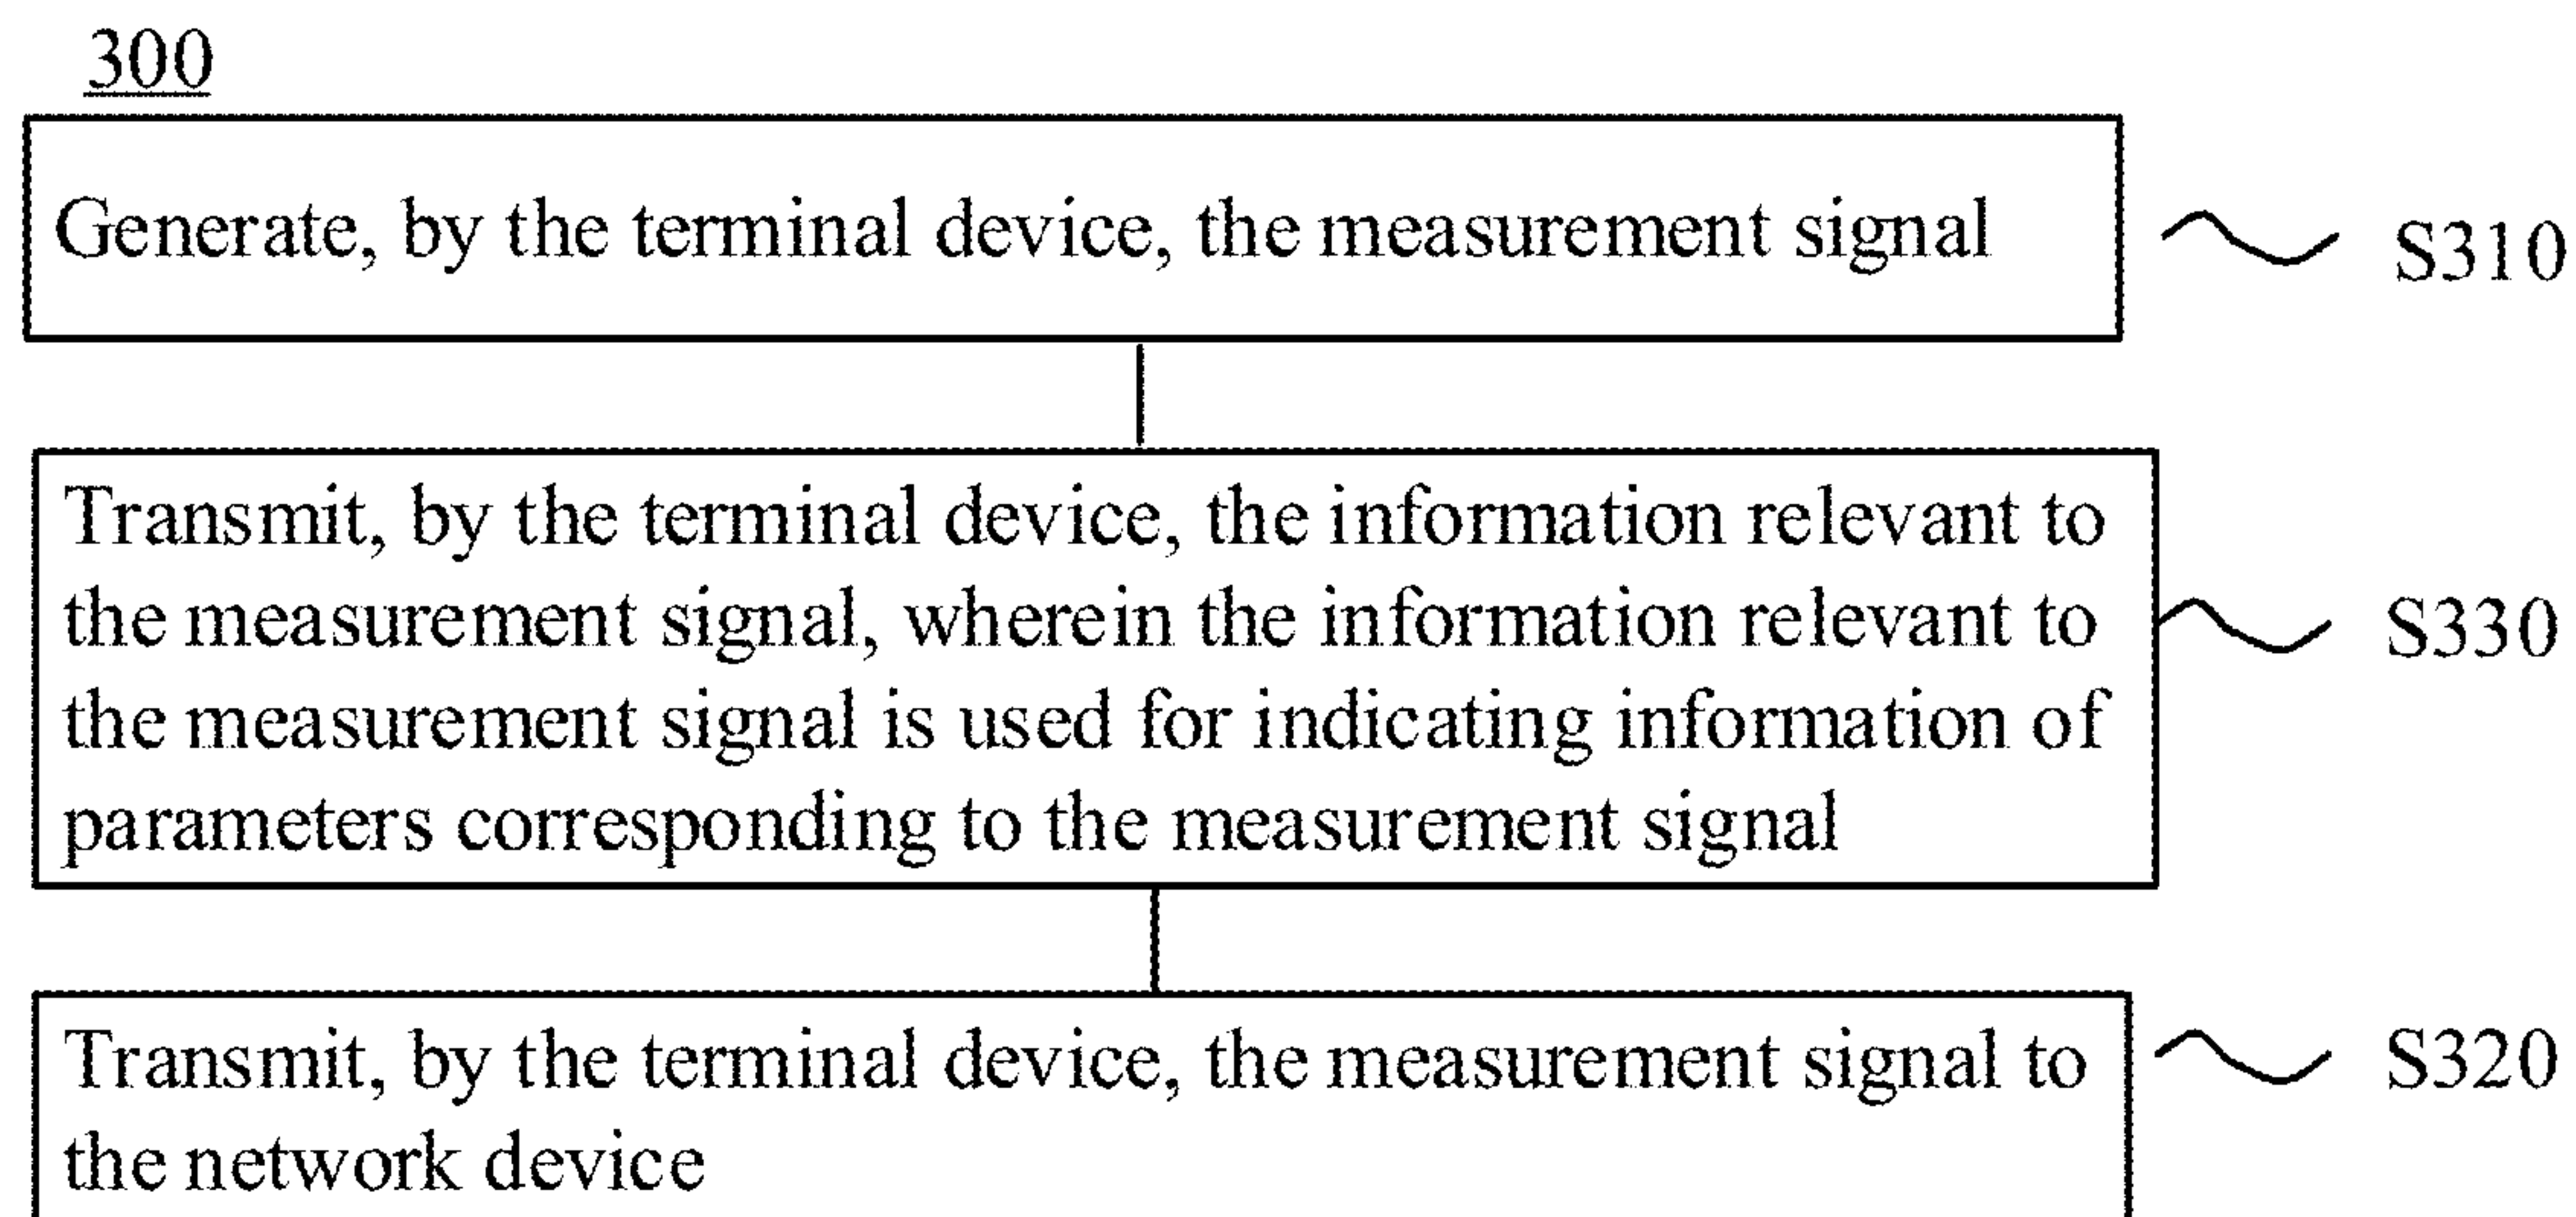 300
Generate, by the terminal device, the measurement signal
S310
Transmit, by the terminal device, the information relevant to
the measurement signal, wherein the information relevant to
the measurement signal is used for indicating information of
parameters corresponding to the measurement signal
S330
Transmit, by the terminal device, the measurement signal to
the network device
S320